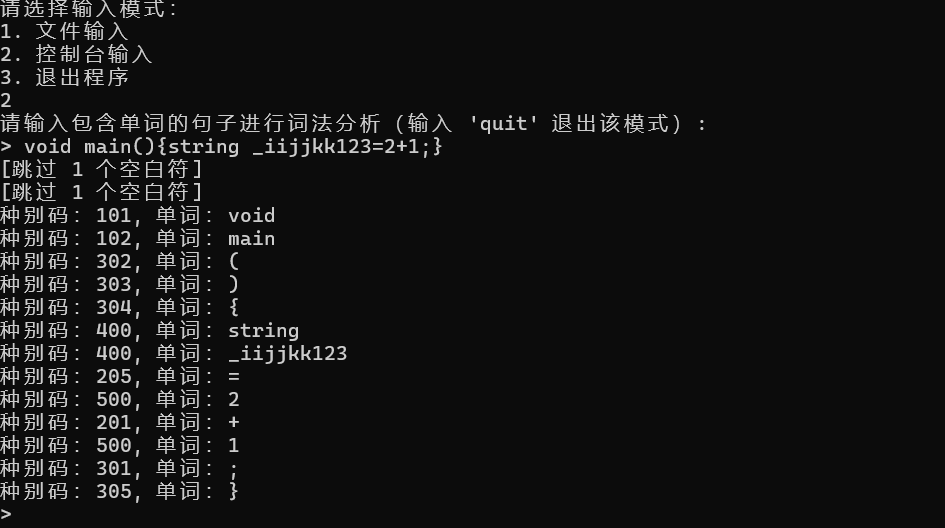 请选择输入模式:
1. 文件输入
2. 控制台输入
3. 退出程序
2
请输入包含单词的句子进行词法分析 (输入 'quit' 退出该模式) :
> void main(){string _iijjkk123=2+1;}
[跳过 1 个空白符]
[跳过 1 个空白符]
种别码: 101, 单词: void
种别码: 102, 单词: main
种别码: 302, 单词: (
种别码: 303, 单词: )
种别码: 304, 单词: {
种别码: 400, 单词: string
种别码: 400, 单词: _iijjkk123
种别码: 205, 单词: =
种别码: 500, 单词: 2
种别码: 201, 单词: +
种别码: 500, 单词: 1
种别码: 301, 单词: ;
种别码: 305, 单词: }
>